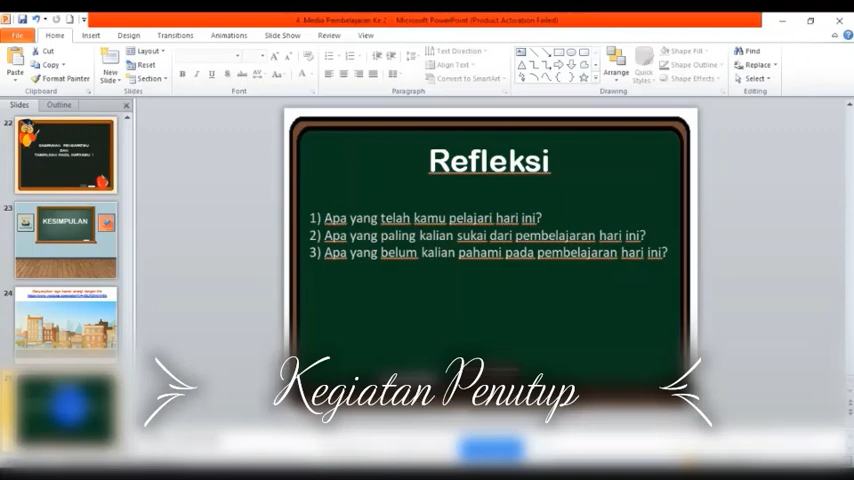 4. Media Pembelajaran Ke 2 - Microsoft PowerPoint (Product Activation Failed)
File Home Insert Design Transitions Animations Slide Show Review View
Cut
Copy
Format Painter
Paste
Clipboard
New
Slide
Layout
Reset
Section
Slides
Font
Paragraph
Text Direction
Align Text
Convert to SmartArt
Arrange
Quick
Styles
Shape Fill
Shape Outline
Shape Effects
Drawing
Find
Replace
Select
Editing
Slides Outline
22
23
KESIMPULAN
24
Refleksi
1) Apa yang telah kamu pelajari hari ini?
2) Apa yang paling kalian sukai dari pembelajaran hari ini?
3) Apa yang belum kalian pahami pada pembelajaran hari ini?
Kegiatan Penutup